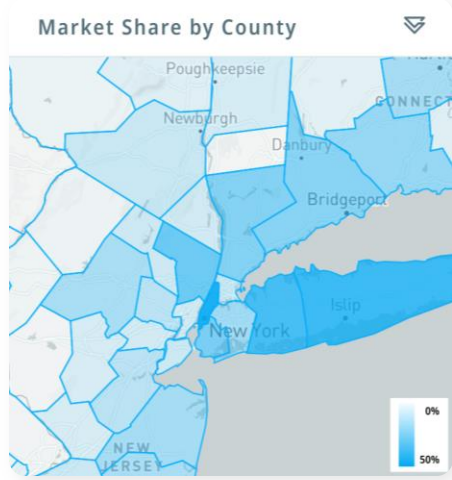 Market Share by County
Poughkeepsie
CONNECT
Newburgh
Danbury
Bridgeport
Islip
New York
0%
50%
NEW
JERSEY